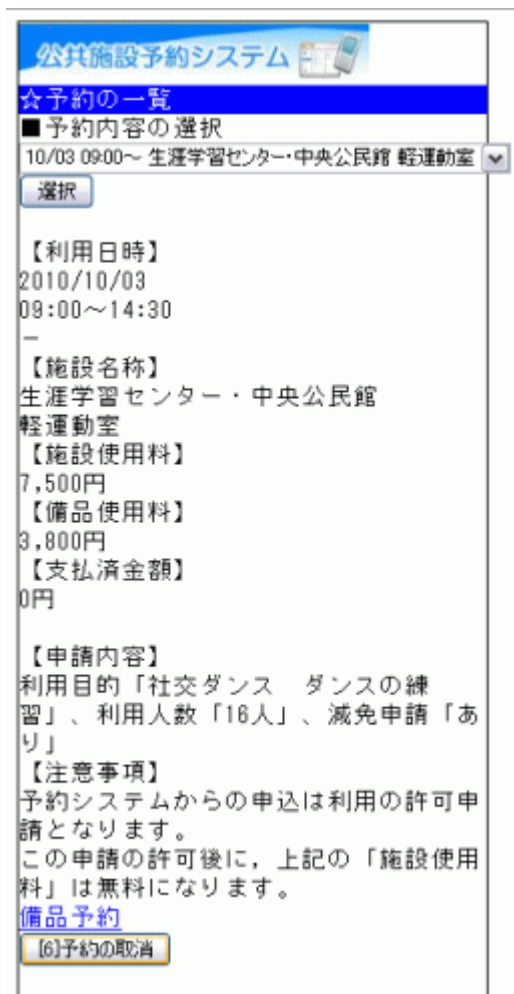 公共施設予約システム
☆予約の一覧
■予約内容の選択
10/03 09:00～ 生涯学習センター・中央公民館 軽運動室
選択
【利用日時】
2010/10/03
09:00～14:30
－
【施設名称】
生涯学習センター・中央公民館
軽運動室
【施設使用料】
7,500円
【備品使用料】
3,800円
【支払済金額】
0円
【申請内容】
利用目的「社交ダンス　ダンスの練
習」、利用人数「16人」、減免申請「あ
り」
【注意事項】
予約システムからの申込は利用の許可申
請となります。
この申請の許可後に，上記の「施設使用
料」は無料になります。
備品予約
[6]予約の取消